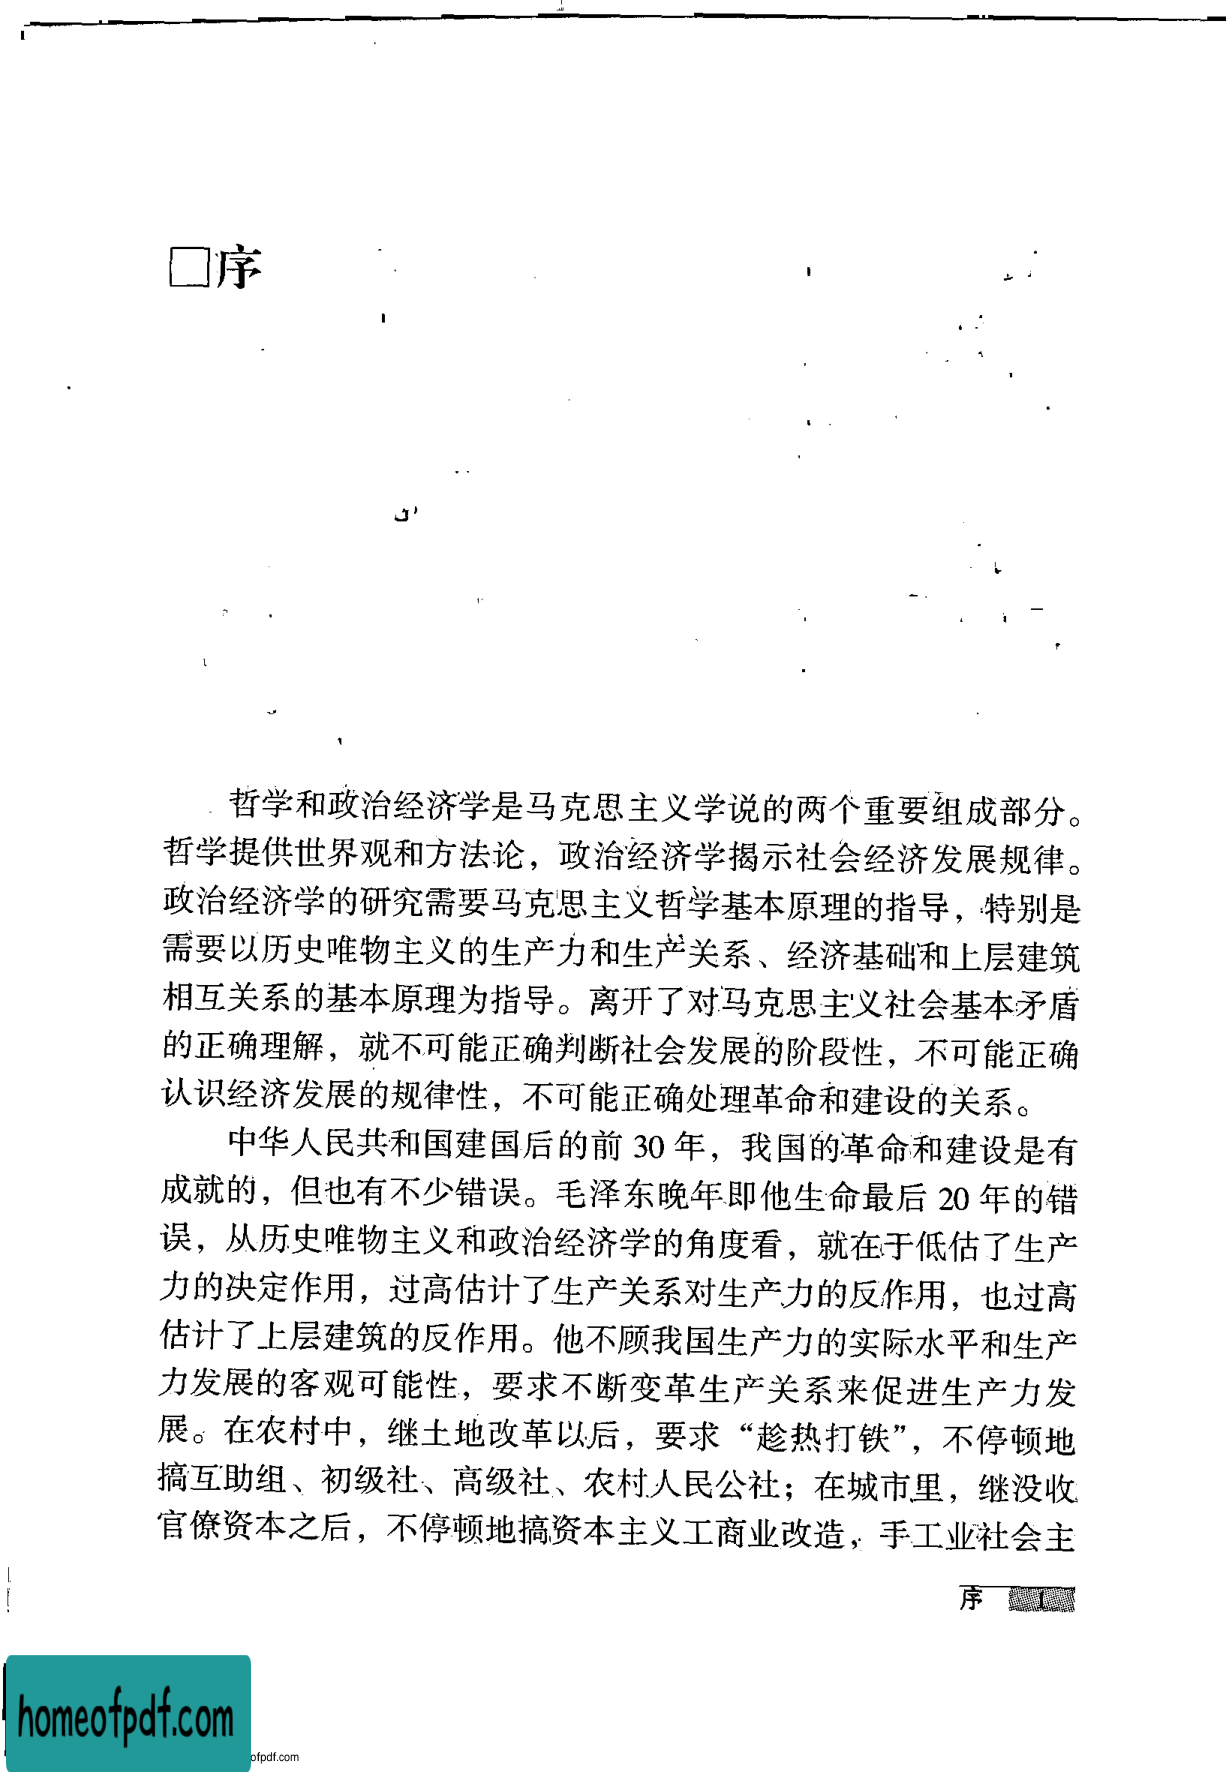 □序
哲学和政治经济学是马克思主义学说的两个重要组成部分。
哲学提供世界观和方法论，政治经济学揭示社会经济发展规律。
政治经济学的研究需要马克思主义哲学基本原理的指导，特别是
需要以历史唯物主义的生产力和生产关系、经济基础和上层建筑
相互关系的基本原理为指导。离开了对马克思主义社会基本矛盾
的正确理解，就不可能正确判断社会发展的阶段性，不可能正确
认识经济发展的规律性，不可能正确处理革命和建设的关系。
中华人民共和国建国后的前 30 年，我国的革命和建设是有
成就的，但也有不少错误。毛泽东晚年即他生命最后 20 年的错
误，从历史唯物主义和政治经济学的角度看，就在于低估了生产
力的决定作用，过高估计了生产关系对生产力的反作用，也过高
估计了上层建筑的反作用。他不顾我国生产力的实际水平和生产
力发展的客观可能性，要求不断变革生产关系来促进生产力发
展。在农村中，继土地改革以后，要求“趁热打铁”，不停顿地
搞互助组、初级社、高级社、农村人民公社；在城市里，继没收
官僚资本之后，不停顿地搞资本主义工商业改造，手工业社会主
序 1
homeofpdf.com
ofpdf.com